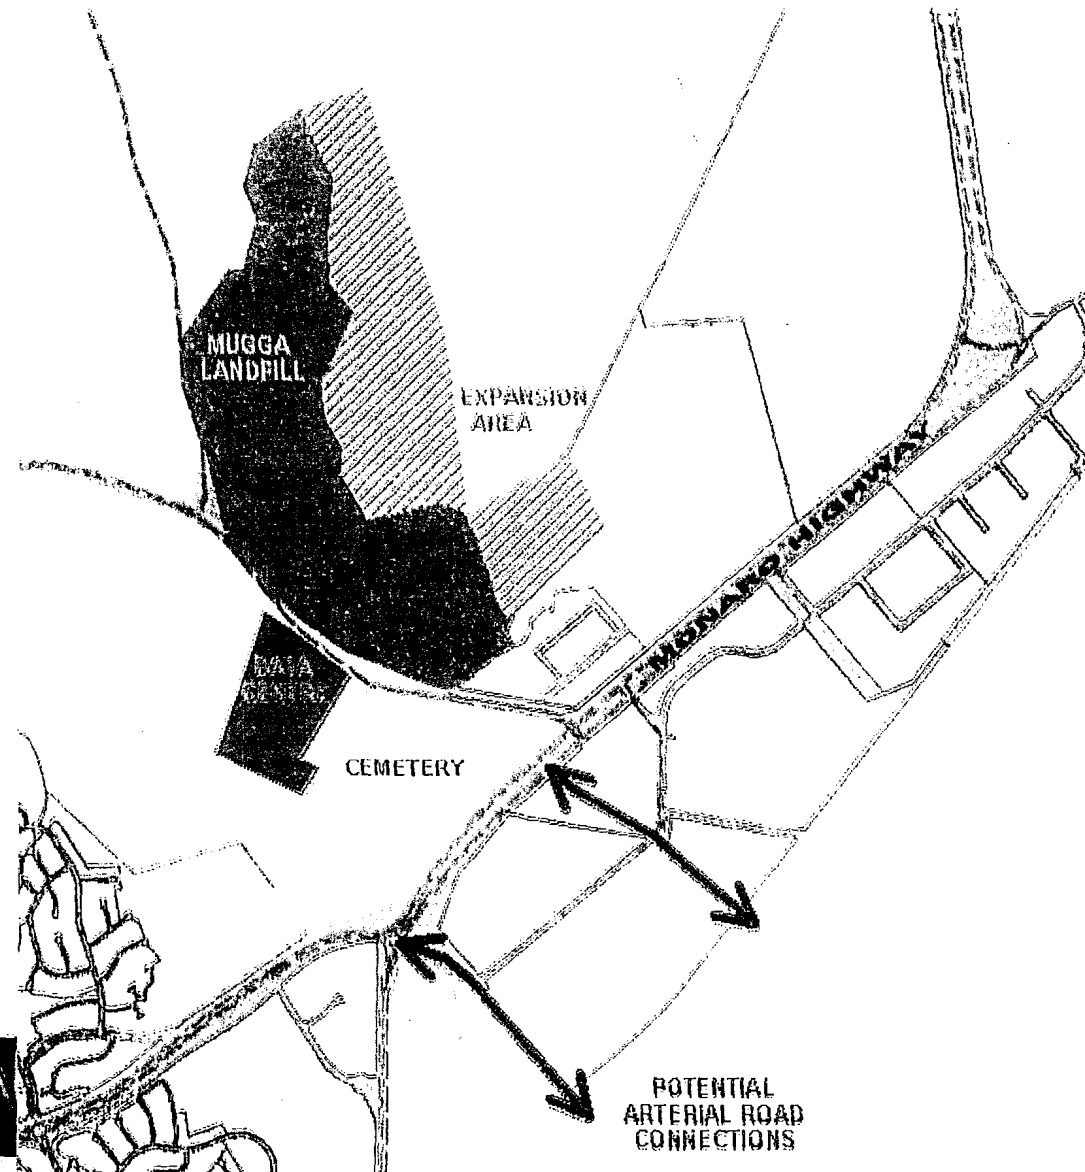 MUGGA
LANDFILL
EXPANSION
AREA
MONARO HIGHWAY
DATA
CENTRE
CEMETERY
POTENTIAL
ARTERIAL ROAD
CONNECTIONS